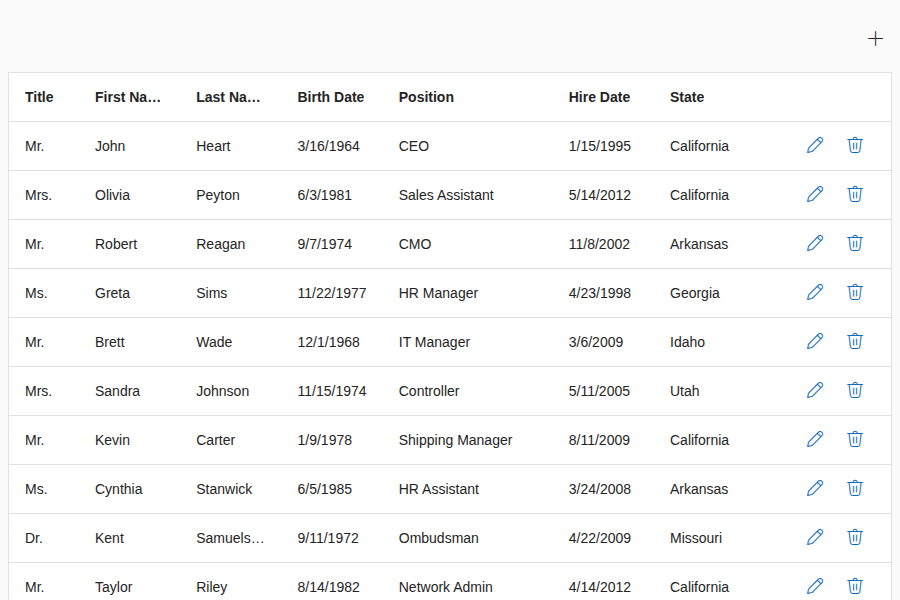 Title First Na… Last Na… Birth Date Position Hire Date State
Mr. John Heart 3/16/1964 CEO 1/15/1995 California
Mrs. Olivia Peyton 6/3/1981 Sales Assistant 5/14/2012 California
Mr. Robert Reagan 9/7/1974 CMO 11/8/2002 Arkansas
Ms. Greta Sims 11/22/1977 HR Manager 4/23/1998 Georgia
Mr. Brett Wade 12/1/1968 IT Manager 3/6/2009 Idaho
Mrs. Sandra Johnson 11/15/1974 Controller 5/11/2005 Utah
Mr. Kevin Carter 1/9/1978 Shipping Manager 8/11/2009 California
Ms. Cynthia Stanwick 6/5/1985 HR Assistant 3/24/2008 Arkansas
Dr. Kent Samuels… 9/11/1972 Ombudsman 4/22/2009 Missouri
Mr. Taylor Riley 8/14/1982 Network Admin 4/14/2012 California